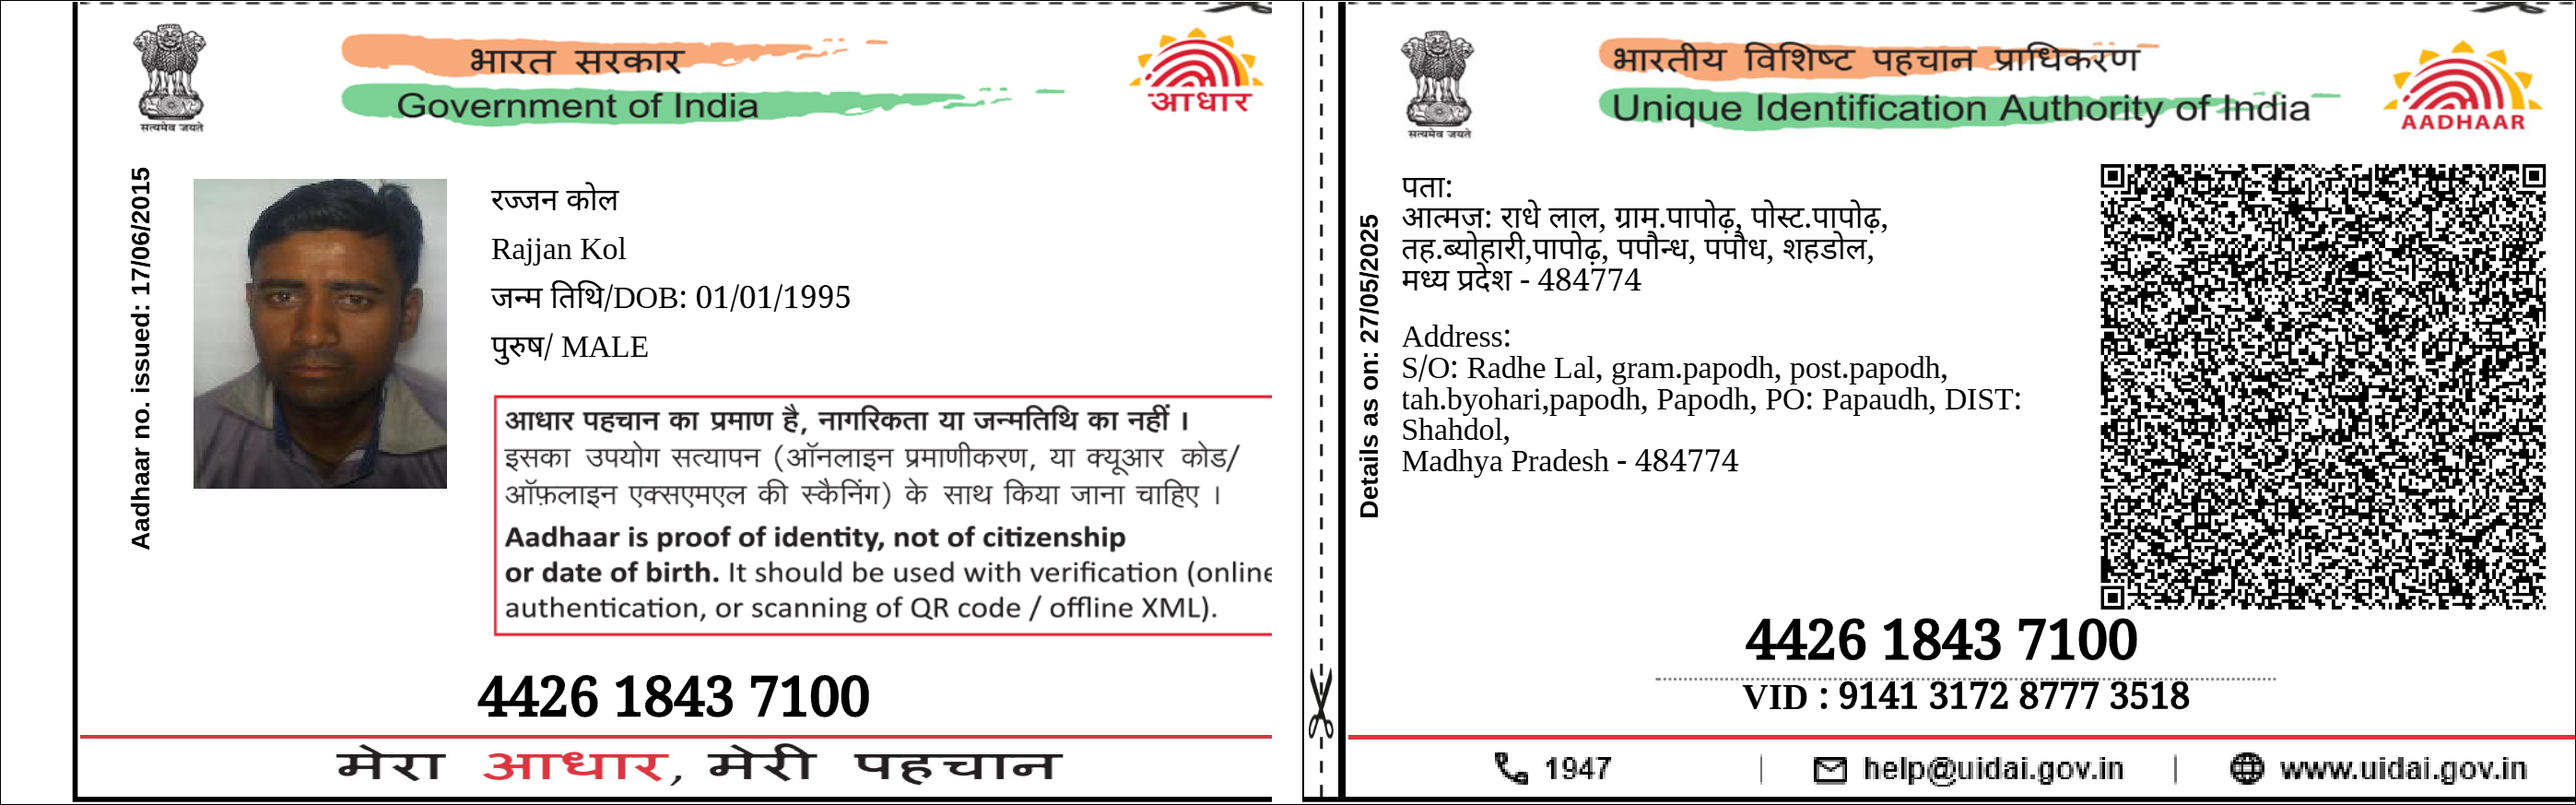 भारत सरकार
Government of India
सत्यमेव जयते
आधार
Aadhaar no. issued: 17/06/2015
रज्जन कोल
Rajjan Kol
जन्म तिथि/DOB: 01/01/1995
पुरुष/ MALE
आधार पहचान का प्रमाण है, नागरिकता या जन्मतिथि का नहीं ।
इसका उपयोग सत्यापन (ऑनलाइन प्रमाणीकरण, या क्यूआर कोड/
ऑफ़लाइन एक्सएमएल की स्कैनिंग) के साथ किया जाना चाहिए ।
Aadhaar is proof of identity, not of citizenship
or date of birth. It should be used with verification (online
authentication, or scanning of QR code / offline XML).
4426 1843 7100
मेरा आधार, मेरी पहचान
भारतीय विशिष्ट पहचान प्राधिकरण
Unique Identification Authority of India
सत्यमेव जयते
AADHAAR
Details as on: 27/05/2025
पता:
आत्मज: राधे लाल, ग्राम.पापोढ़, पोस्ट.पापोढ़,
तह.ब्योहारी,पापोढ़, पपौन्ध, पपौध, शहडोल,
मध्य प्रदेश - 484774
Address:
S/O: Radhe Lal, gram.papodh, post.papodh,
tah.byohari,papodh, Papodh, PO: Papaudh, DIST:
Shahdol,
Madhya Pradesh - 484774
4426 1843 7100
VID : 9141 3172 8777 3518
1947
help@uidai.gov.in
www.uidai.gov.in